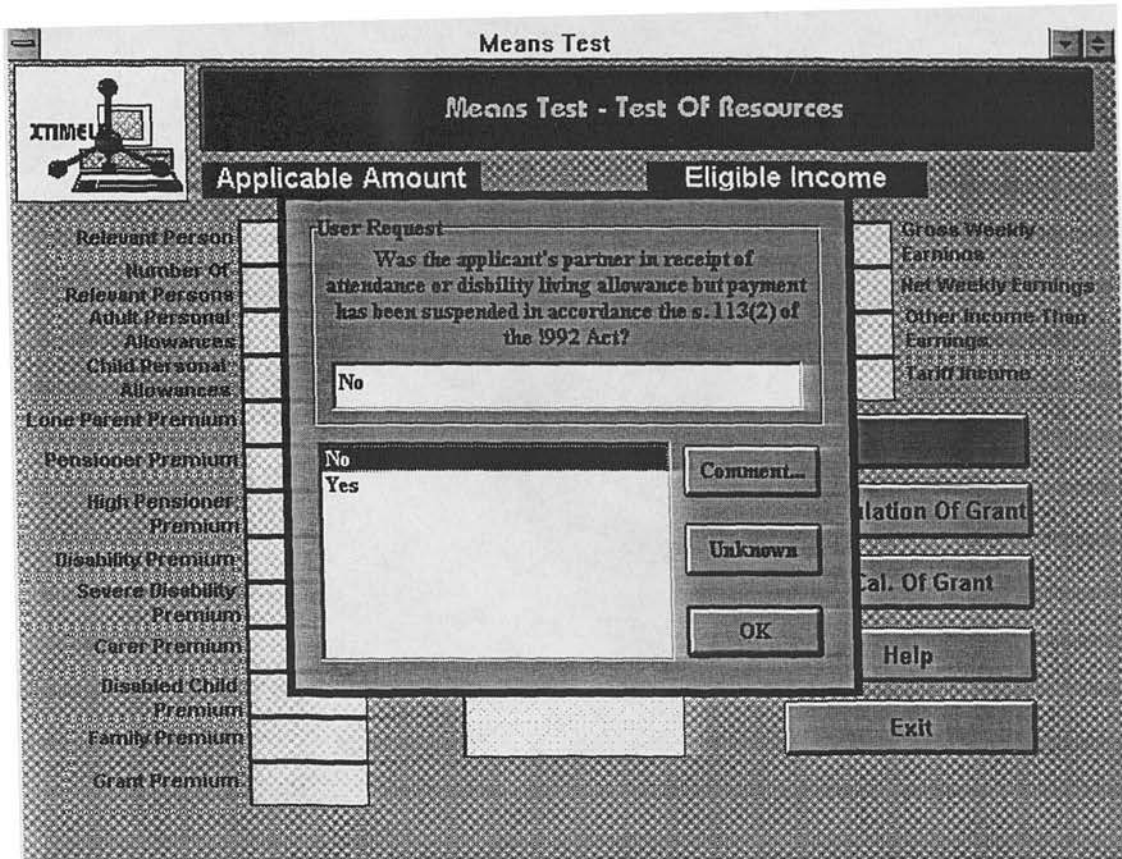 Means Test
XTIMEL
Means Test - Test OF Resources
Applicable Amount
Eligible Income
Relevant Person
Number Of
Relevant Persons
Adult Personal
Allowances
Child Personal
Allowances
Lone Parent Premium
Pensioner Premium
High Pensioner
Premium
Disability Premium
Severe Disability
Premium
Carer Premium
Disabled Child
Premium
Family Premium
Grant Premium
User Request
Was the applicant's partner in receipt of
attendance or disbility living allowance but payment
has been suspended in accordance the s. 113(2) of
the 1992 Act?
No
No
Yes
Comment...
Unknown
OK
Gross Weekly
Earnings
Net Weekly Earnings
Other Income Than
Earnings
Tariff Income
lation Of Grant
Cal. Of Grant
Help
Exit